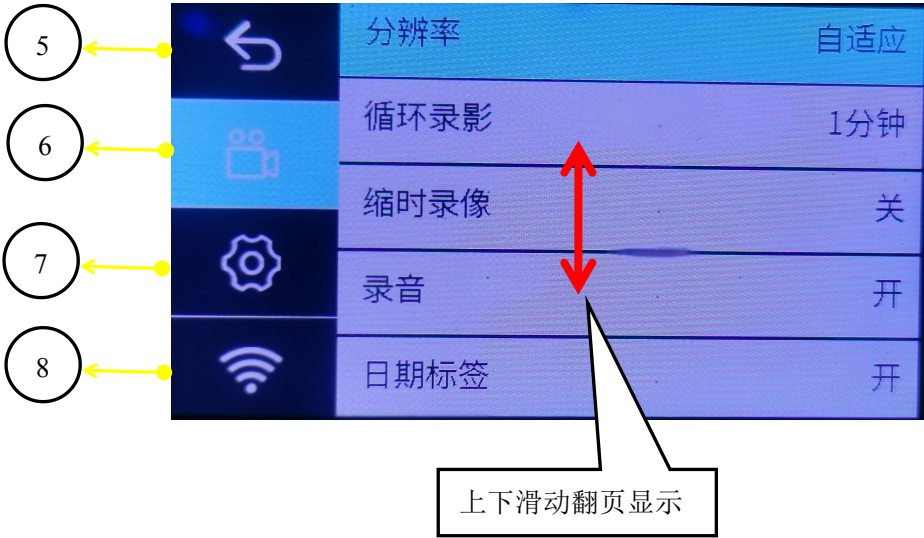 5
分辨率 自适应
6
循环录影 1分钟
缩时录像 关
7
录音 开
8
日期标签 开
上下滑动翻页显示